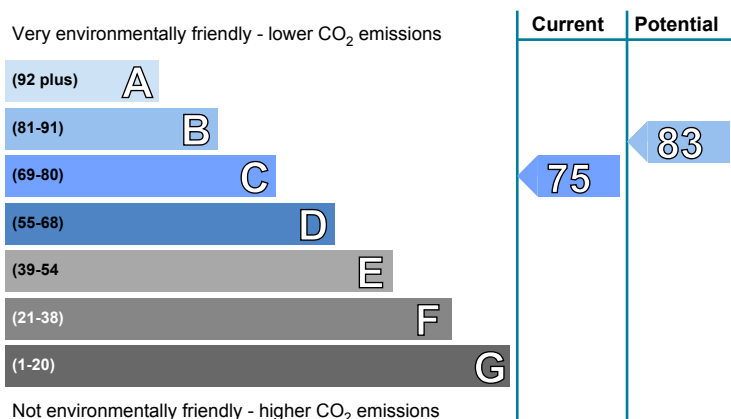 Very environmentally friendly - lower CO₂ emissions
Current
Potential
(92 plus) A
(81-91) B
83
(69-80) C
75
(55-68) D
(39-54 E
(21-38) F
(1-20) G
Not environmentally friendly - higher CO₂ emissions